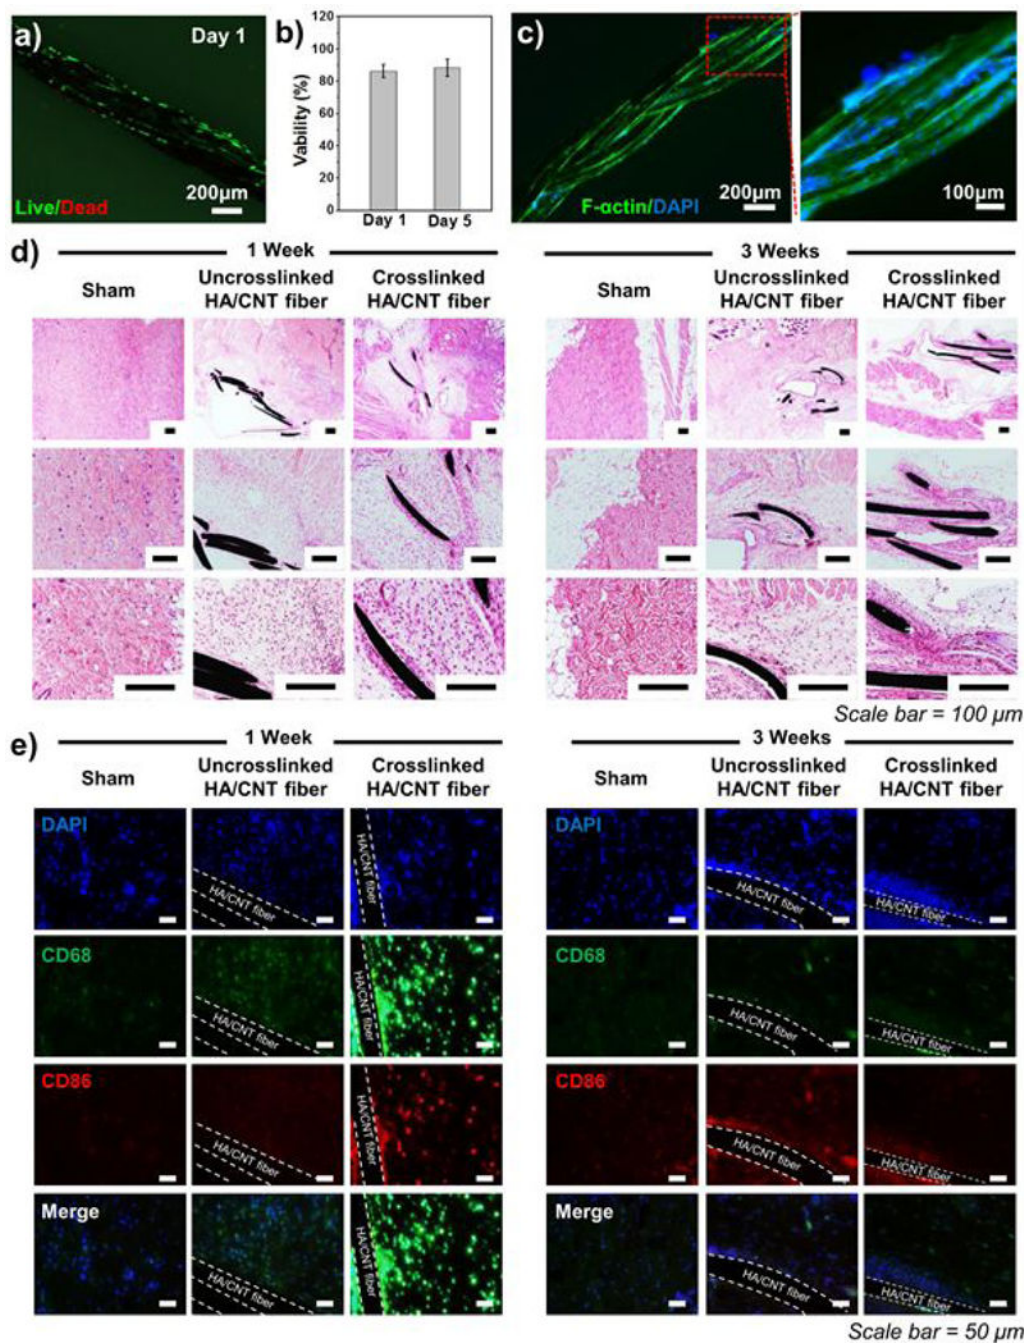 a)
Day 1
Live/Dead
200µm
b)
Vability (%)
120
100
80
60
40
20
0
Day 1
Day 5
c)
F-αctin/DAPI
200µm
100µm
d)
1 Week
Sham
Uncrosslinked
HA/CNT fiber
Crosslinked
HA/CNT fiber
3 Weeks
Sham
Uncrosslinked
HA/CNT fiber
Crosslinked
HA/CNT fiber
Scale bar = 100 µm
e)
1 Week
Sham
Uncrosslinked
HA/CNT fiber
Crosslinked
HA/CNT fiber
3 Weeks
Sham
Uncrosslinked
HA/CNT fiber
Crosslinked
HA/CNT fiber
DAPI
HA/CNT fiber
HA/CNT fiber
DAPI
HA/CNT fiber
HA/CNT fiber
CD68
HA/CNT fiber
HA/CNT fiber
CD68
HA/CNT fiber
HA/CNT fiber
CD86
HA/CNT fiber
HA/CNT fiber
CD86
HA/CNT fiber
HA/CNT fiber
Merge
HA/CNT fiber
HA/CNT fiber
Merge
HA/CNT fiber
HA/CNT fiber
Scale bar = 50 µm